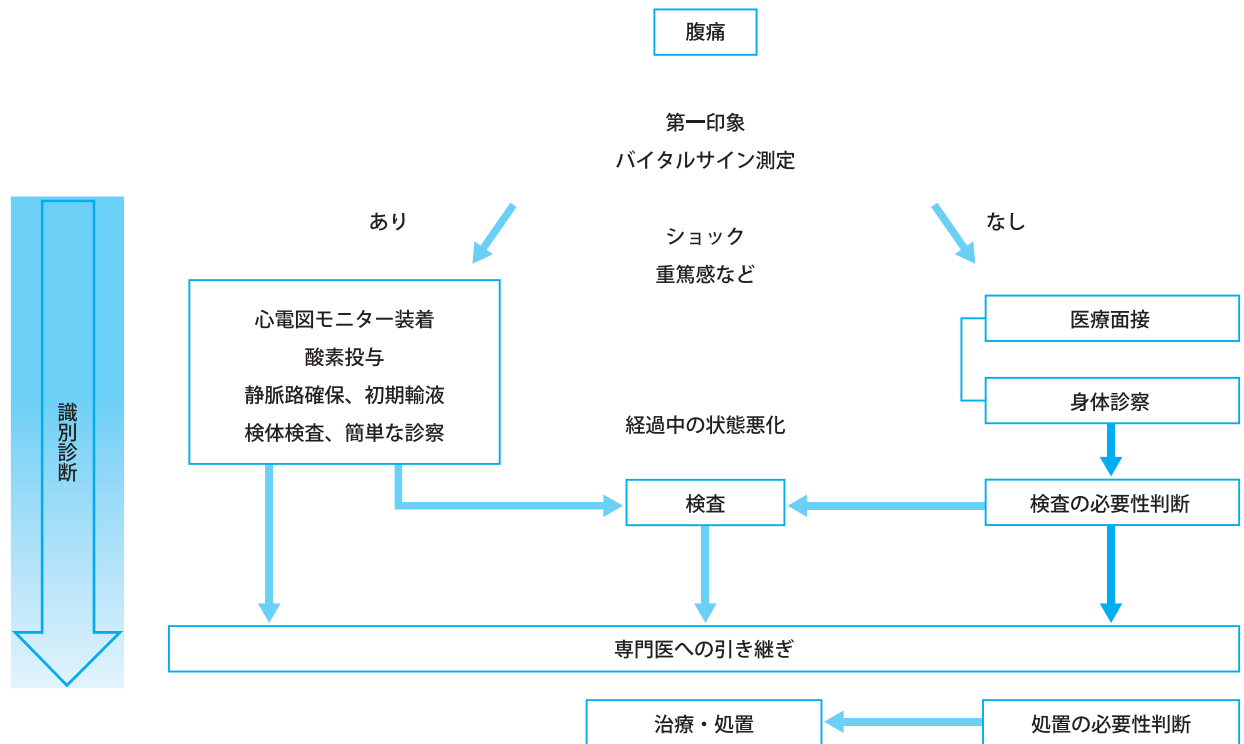 腹痛
第一印象
バイタルサイン測定
あり
なし
ショック
重篤感など
心電図モニター装着
酸素投与
静脈路確保、初期輸液
検体検査、簡単な診察
医療面接
身体診察
識別診断
経過中の状態悪化
検査
検査の必要性判断
専門医への引き継ぎ
治療・処置
処置の必要性判断